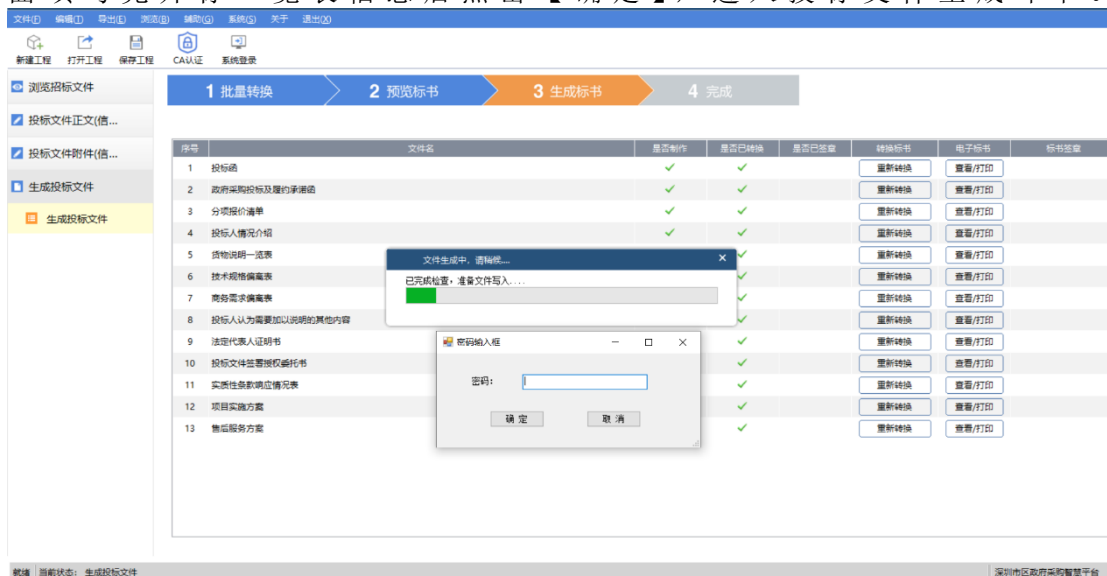 文件(F) 编辑(T) 导出(E) 浏览(B) 辅助(G) 系统(S) 关于 退出(X)
新建工程 打开工程 保存工程 CA认证 系统登录
浏览招标文件
投标文件正文(信...
投标文件附件(信...
生成投标文件
生成投标文件
1 批量转换 2 预览标书 3 生成标书 4 完成
序号 文件名 是否制作 是否已转换 是否已签章 转换标书 电子标书 标书签章
1 投标函 重新转换 查看/打印
2 政府采购投标及履约承诺函 重新转换 查看/打印
3 分项报价清单 重新转换 查看/打印
4 投标人情况介绍 重新转换 查看/打印
5 货物说明一览表 重新转换 查看/打印
6 技术规格偏离表 重新转换 查看/打印
7 商务需求偏离表 重新转换 查看/打印
8 投标人认为需要加以说明的其他内容 重新转换 查看/打印
9 法定代表人证明书 重新转换 查看/打印
10 投标文件签署授权委托书 重新转换 查看/打印
11 实质性条款响应情况表 重新转换 查看/打印
12 项目实施方案 重新转换 查看/打印
13 售后服务方案 重新转换 查看/打印
文件生成中，请稍候....
已完成检查，准备文件写入....
密码输入框
密码:
确 定 取 消
就绪 当前状态: 生成投标文件 深圳市区政府采购智慧平台